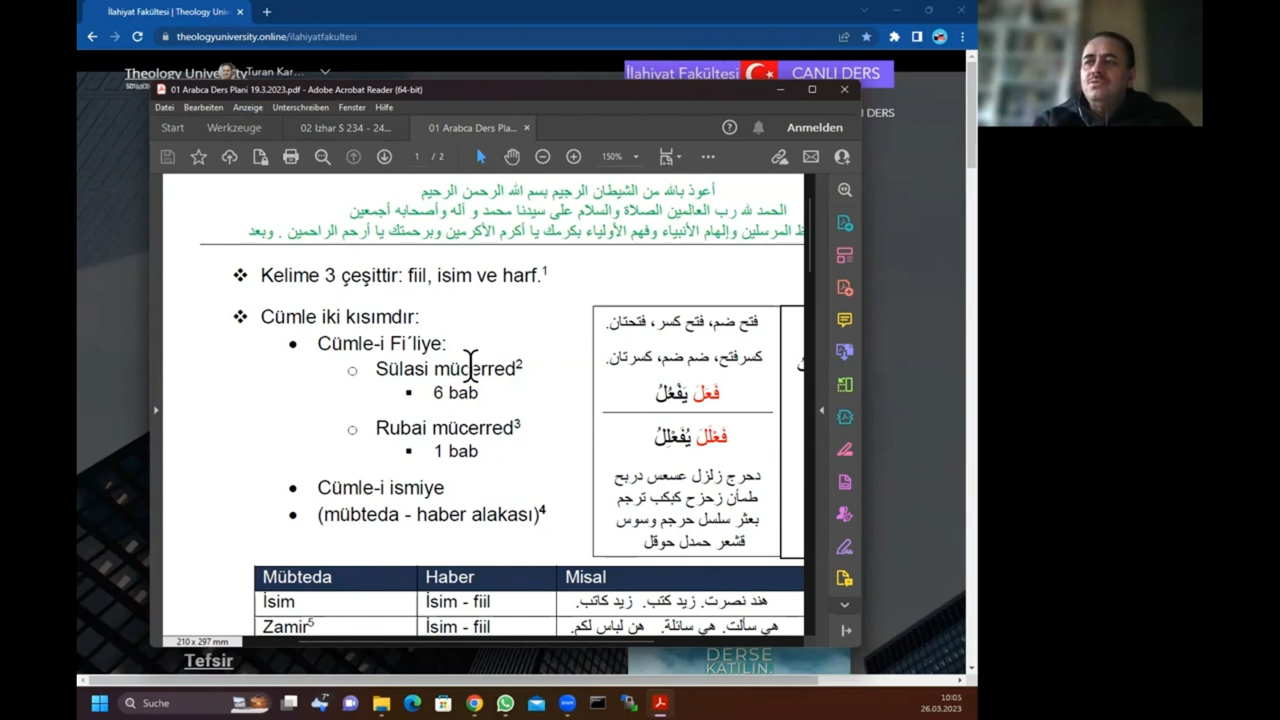 İlahiyat Fakültesi | Theology Uni
theologyuniversity.online/ilahiyatfakultesi
Theology University
Turan Kar...
İlahiyat Fakültesi
CANLI DERS
01 Arabca Ders Plani 19.3.2023.pdf - Adobe Acrobat Reader (64-bit)
Datei Bearbeiten Anzeige Unterschreiben Fenster Hilfe
Start Werkzeuge 02 Izhar S 234 - 24... 01 Arabca Ders Pla... Anmelden
1 / 2 150%
أعوذ بالله من الشيطان الرجيم بسم الله الرحمن الرحيم
الحمد لله رب العالمين الصلاة والسلام على سيدنا محمد و آله وأصحابه أجمعين
المرسلين وإلهام الأنبياء وفهم الأولياء بكرمك يا أكرم الأكرمين وبرحمتك يا أرحم الراحمين . وبعد
❖ Kelime 3 çeşittir: fiil, isim ve harf.¹
❖ Cümle iki kısımdır:
• Cümle-i Fi´liye:
○ Sülasi mücerred²
▪ 6 bab
○ Rubai mücerred³
▪ 1 bab
• Cümle-i ismiye
• (mübteda - haber alakası)⁴
فتح ضم، فتح كسر، فتحتان.
كسرفتح، ضم ضم، كسرتان.
فَعَلَ يَفْعُلُ
فَعْلَلَ يُفَعْلِلُ
دحرج زلزل عسعس دربح
طمأن زحزح كبكب ترجم
بعثر سلسل حرجم وسوس
قشعر حمدل حوقل
Mübteda Haber Misal
İsim İsim - fiil هند نصرت. زيد كتب. زيد كاتب.
Zamir⁵ İsim - fiil هي سألت. هي سائلة. هن لباس لكم.
210 x 297 mm
Tefsir
DERSE
KATILIN.
DERS
Suche
7°
10:05
26.03.2023